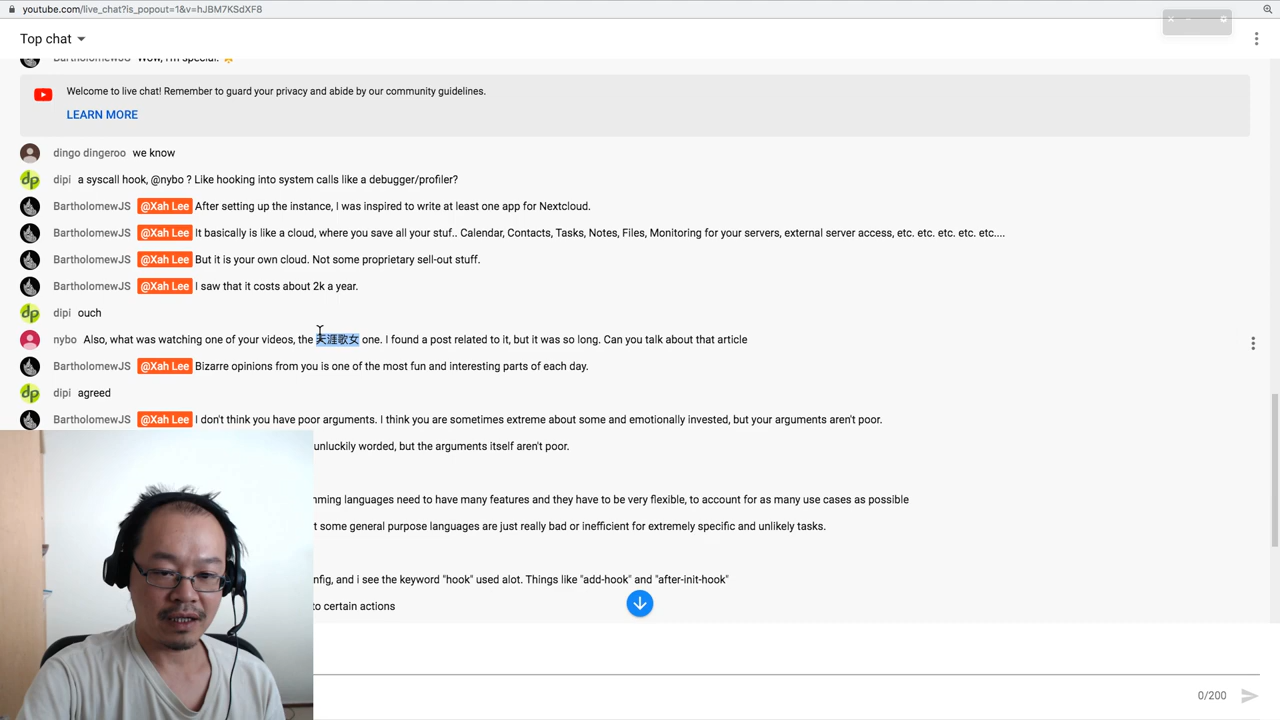 youtube.com/live_chat?is_popout=1&v=hJBM7KSdXF8
Top chat
BartholomewJS Wow, I'm special.
Welcome to live chat! Remember to guard your privacy and abide by our community guidelines.
LEARN MORE
dingo dingeroo we know
dipi a syscall hook, @nybo ? Like hooking into system calls like a debugger/profiler?
BartholomewJS @Xah Lee After setting up the instance, I was inspired to write at least one app for Nextcloud.
BartholomewJS @Xah Lee It basically is like a cloud, where you save all your stuf.. Calendar, Contacts, Tasks, Notes, Files, Monitoring for your servers, external server access, etc. etc. etc. etc. etc....
BartholomewJS @Xah Lee But it is your own cloud. Not some proprietary sell-out stuff.
BartholomewJS @Xah Lee I saw that it costs about 2k a year.
dipi ouch
nybo Also, what was watching one of your videos, the 天涯歌女 one. I found a post related to it, but it was so long. Can you talk about that article
BartholomewJS @Xah Lee Bizarre opinions from you is one of the most fun and interesting parts of each day.
dipi agreed
BartholomewJS @Xah Lee I don't think you have poor arguments. I think you are sometimes extreme about some and emotionally invested, but your arguments aren't poor.
unluckily worded, but the arguments itself aren't poor.
mming languages need to have many features and they have to be very flexible, to account for as many use cases as possible
t some general purpose languages are just really bad or inefficient for extremely specific and unlikely tasks.
nfig, and i see the keyword "hook" used alot. Things like "add-hook" and "after-init-hook"
to certain actions
0/200